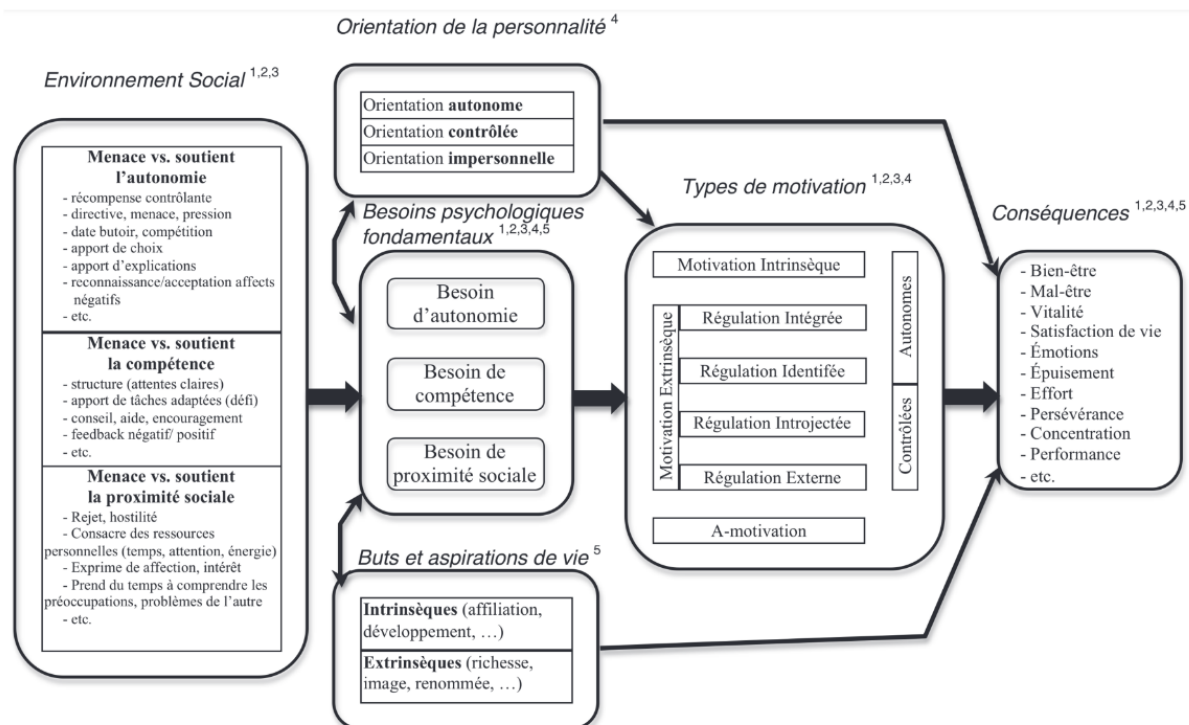 Orientation de la personnalité 4
Environnement Social 1,2,3
Orientation autonome
Orientation contrôlée
Orientation impersonnelle
Menace vs. soutient
l'autonomie
- récompense contrôlante
- directive, menace, pression
- date butoir, compétition
- apport de choix
- apport d'explications
- reconnaissance/acceptation affects
négatifs
- etc.
Menace vs. soutient
la compétence
- structure (attentes claires)
- apport de tâches adaptées (défi)
- conseil, aide, encouragement
- feedback négatif/ positif
- etc.
Menace vs. soutient
la proximité sociale
- Rejet, hostilité
- Consacre des ressources
personnelles (temps, attention, énergie)
- Exprime de affection, intérêt
- Prend du temps à comprendre les
préoccupations, problèmes de l'autre
- etc.
Besoins psychologiques
fondamentaux 1,2,3,4,5
Besoin
d'autonomie
Besoin de
compétence
Besoin de
proximité sociale
Buts et aspirations de vie 5
Intrinsèques (affiliation,
développement, …)
Extrinsèques (richesse,
image, renommée, …)
Types de motivation 1,2,3,4
Motivation Intrinsèque
Motivation Extrinsèque
Régulation Intégrée
Régulation Identifée
Régulation Introjectée
Régulation Externe
A-motivation
Autonomes
Contrôlées
Conséquences 1,2,3,4,5
- Bien-être
- Mal-être
- Vitalité
- Satisfaction de vie
- Émotions
- Épuisement
- Effort
- Persévérance
- Concentration
- Performance
- etc.